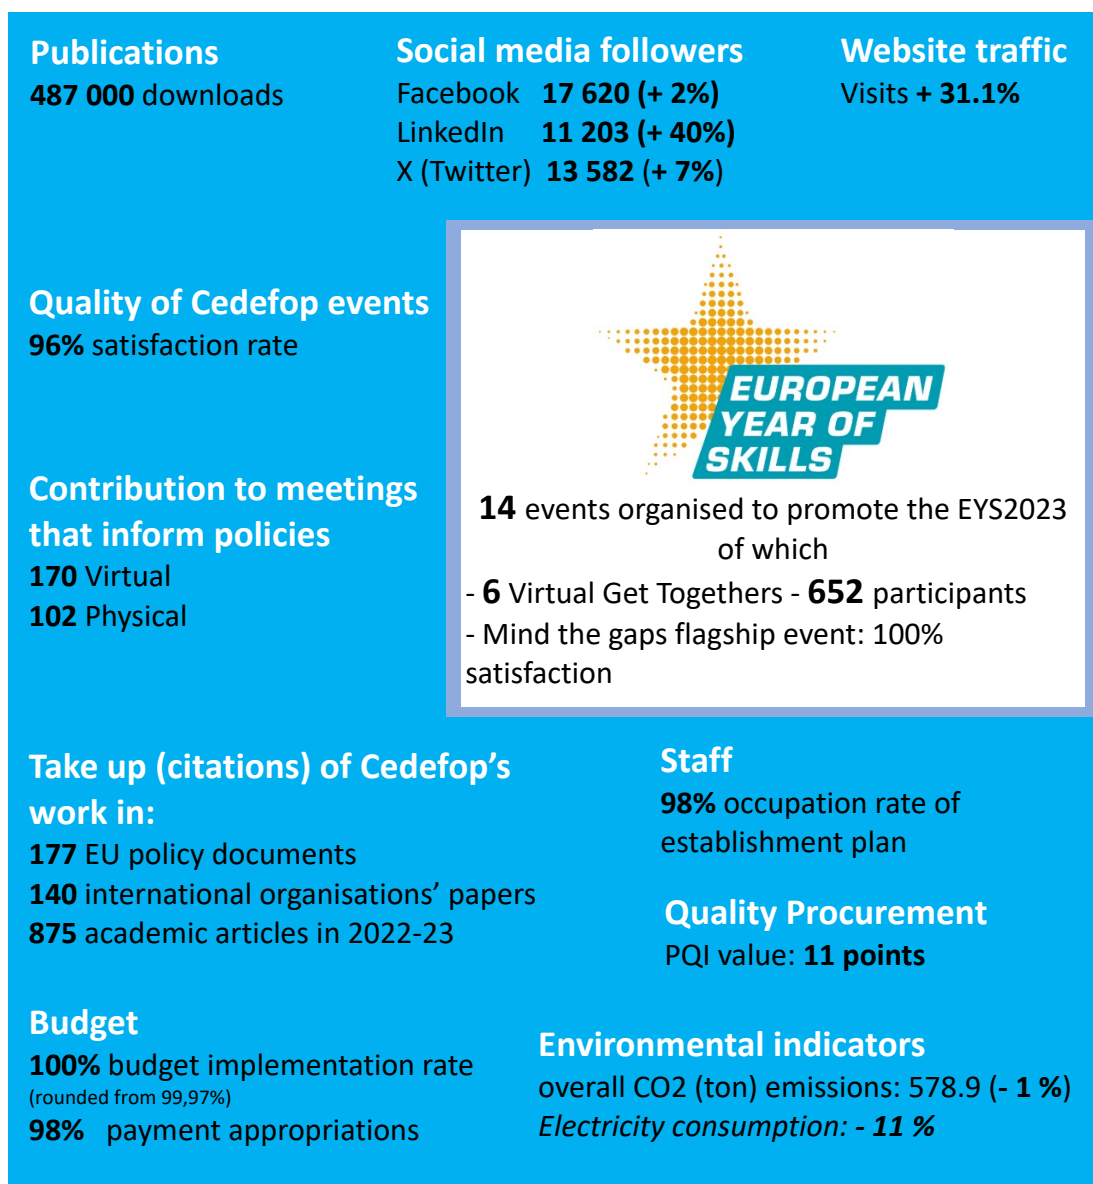 Publications
487 000 downloads
Social media followers
Facebook 17 620 (+ 2%)
LinkedIn 11 203 (+ 40%)
X (Twitter) 13 582 (+ 7%)
Website traffic
Visits + 31.1%
Quality of Cedefop events
96% satisfaction rate
Contribution to meetings
that inform policies
170 Virtual
102 Physical
EUROPEAN
YEAR OF
SKILLS
14 events organised to promote the EYS2023
of which
- 6 Virtual Get Togethers - 652 participants
- Mind the gaps flagship event: 100%
satisfaction
Take up (citations) of Cedefop’s
work in:
177 EU policy documents
140 international organisations’ papers
875 academic articles in 2022-23
Staff
98% occupation rate of
establishment plan
Quality Procurement
PQI value: 11 points
Budget
100% budget implementation rate
(rounded from 99,97%)
98% payment appropriations
Environmental indicators
overall CO2 (ton) emissions: 578.9 (- 1 %)
Electricity consumption: - 11 %